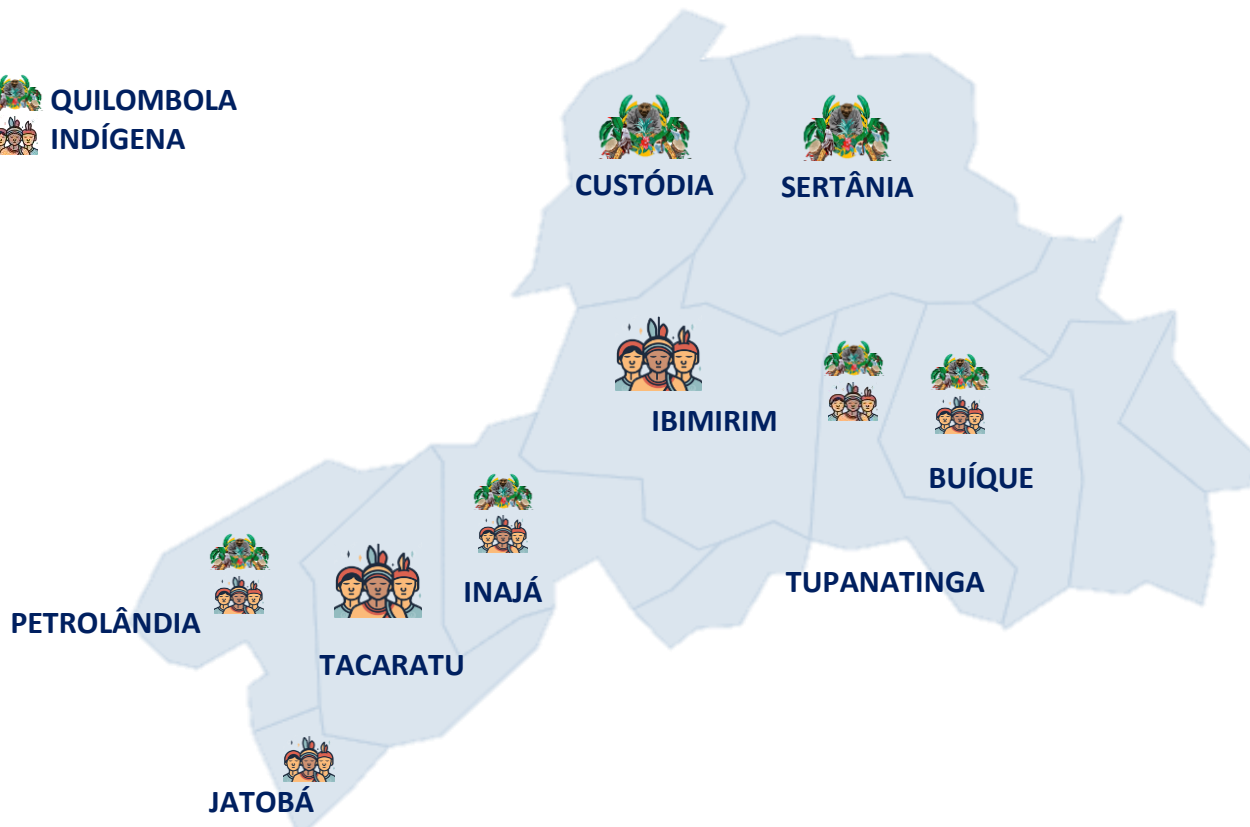 QUILOMBOLA
INDÍGENA
CUSTÓDIA
SERTÂNIA
IBIMIRIM
BUÍQUE
TUPANATINGA
INAJÁ
PETROLÂNDIA
TACARATU
JATOBÁ